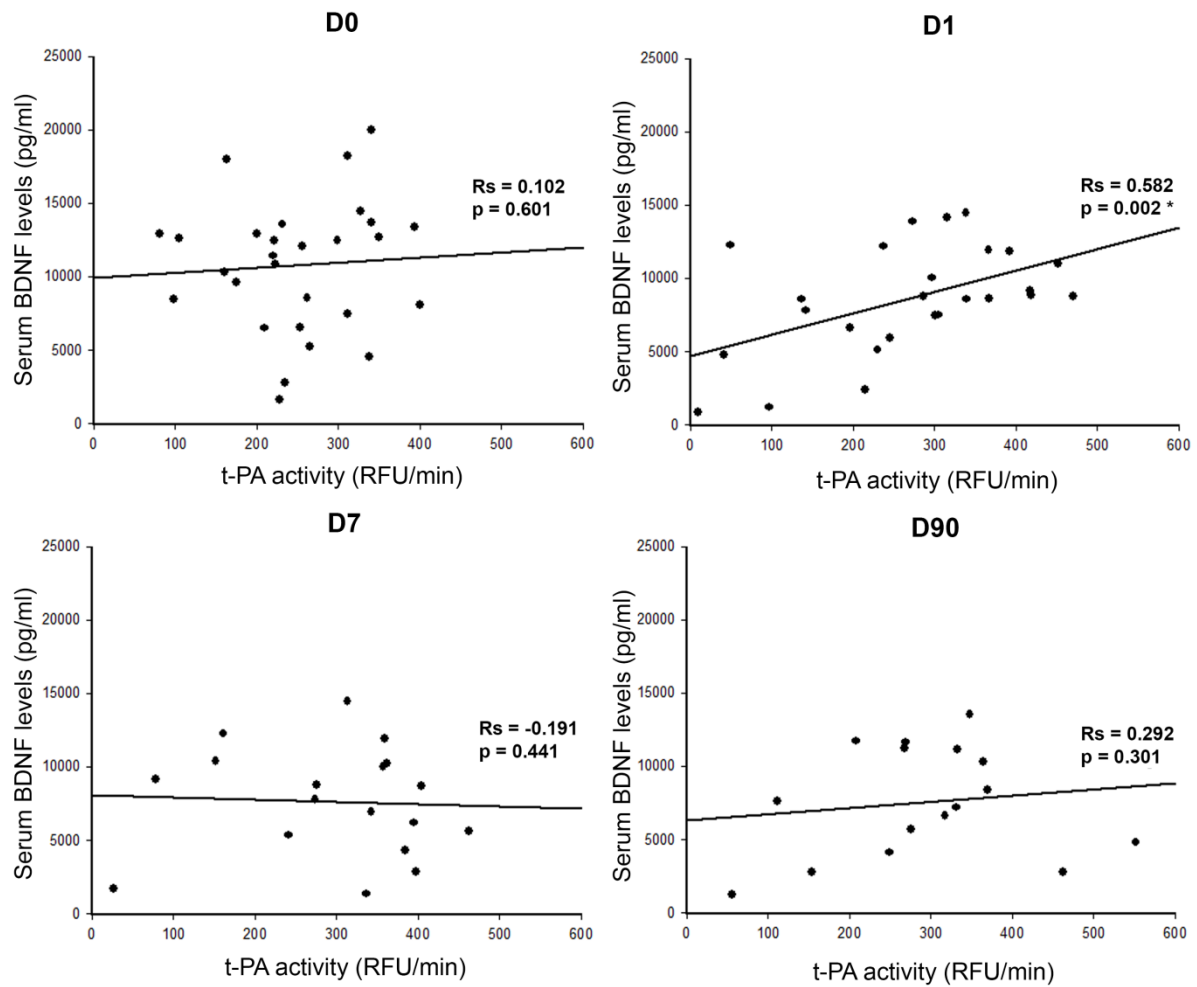 D0
25000
20000
15000
10000
5000
0
Serum BDNF levels (pg/ml)
Rs = 0.102
p = 0.601
0 100 200 300 400 500 600
t-PA activity (RFU/min)
D1
25000
20000
15000
10000
5000
0
Serum BDNF levels (pg/ml)
Rs = 0.582
p = 0.002 *
0 100 200 300 400 500 600
t-PA activity (RFU/min)
D7
25000
20000
15000
10000
5000
0
Serum BDNF levels (pg/ml)
Rs = -0.191
p = 0.441
0 100 200 300 400 500 600
t-PA activity (RFU/min)
D90
25000
20000
15000
10000
5000
0
Serum BDNF levels (pg/ml)
Rs = 0.292
p = 0.301
0 100 200 300 400 500 600
t-PA activity (RFU/min)